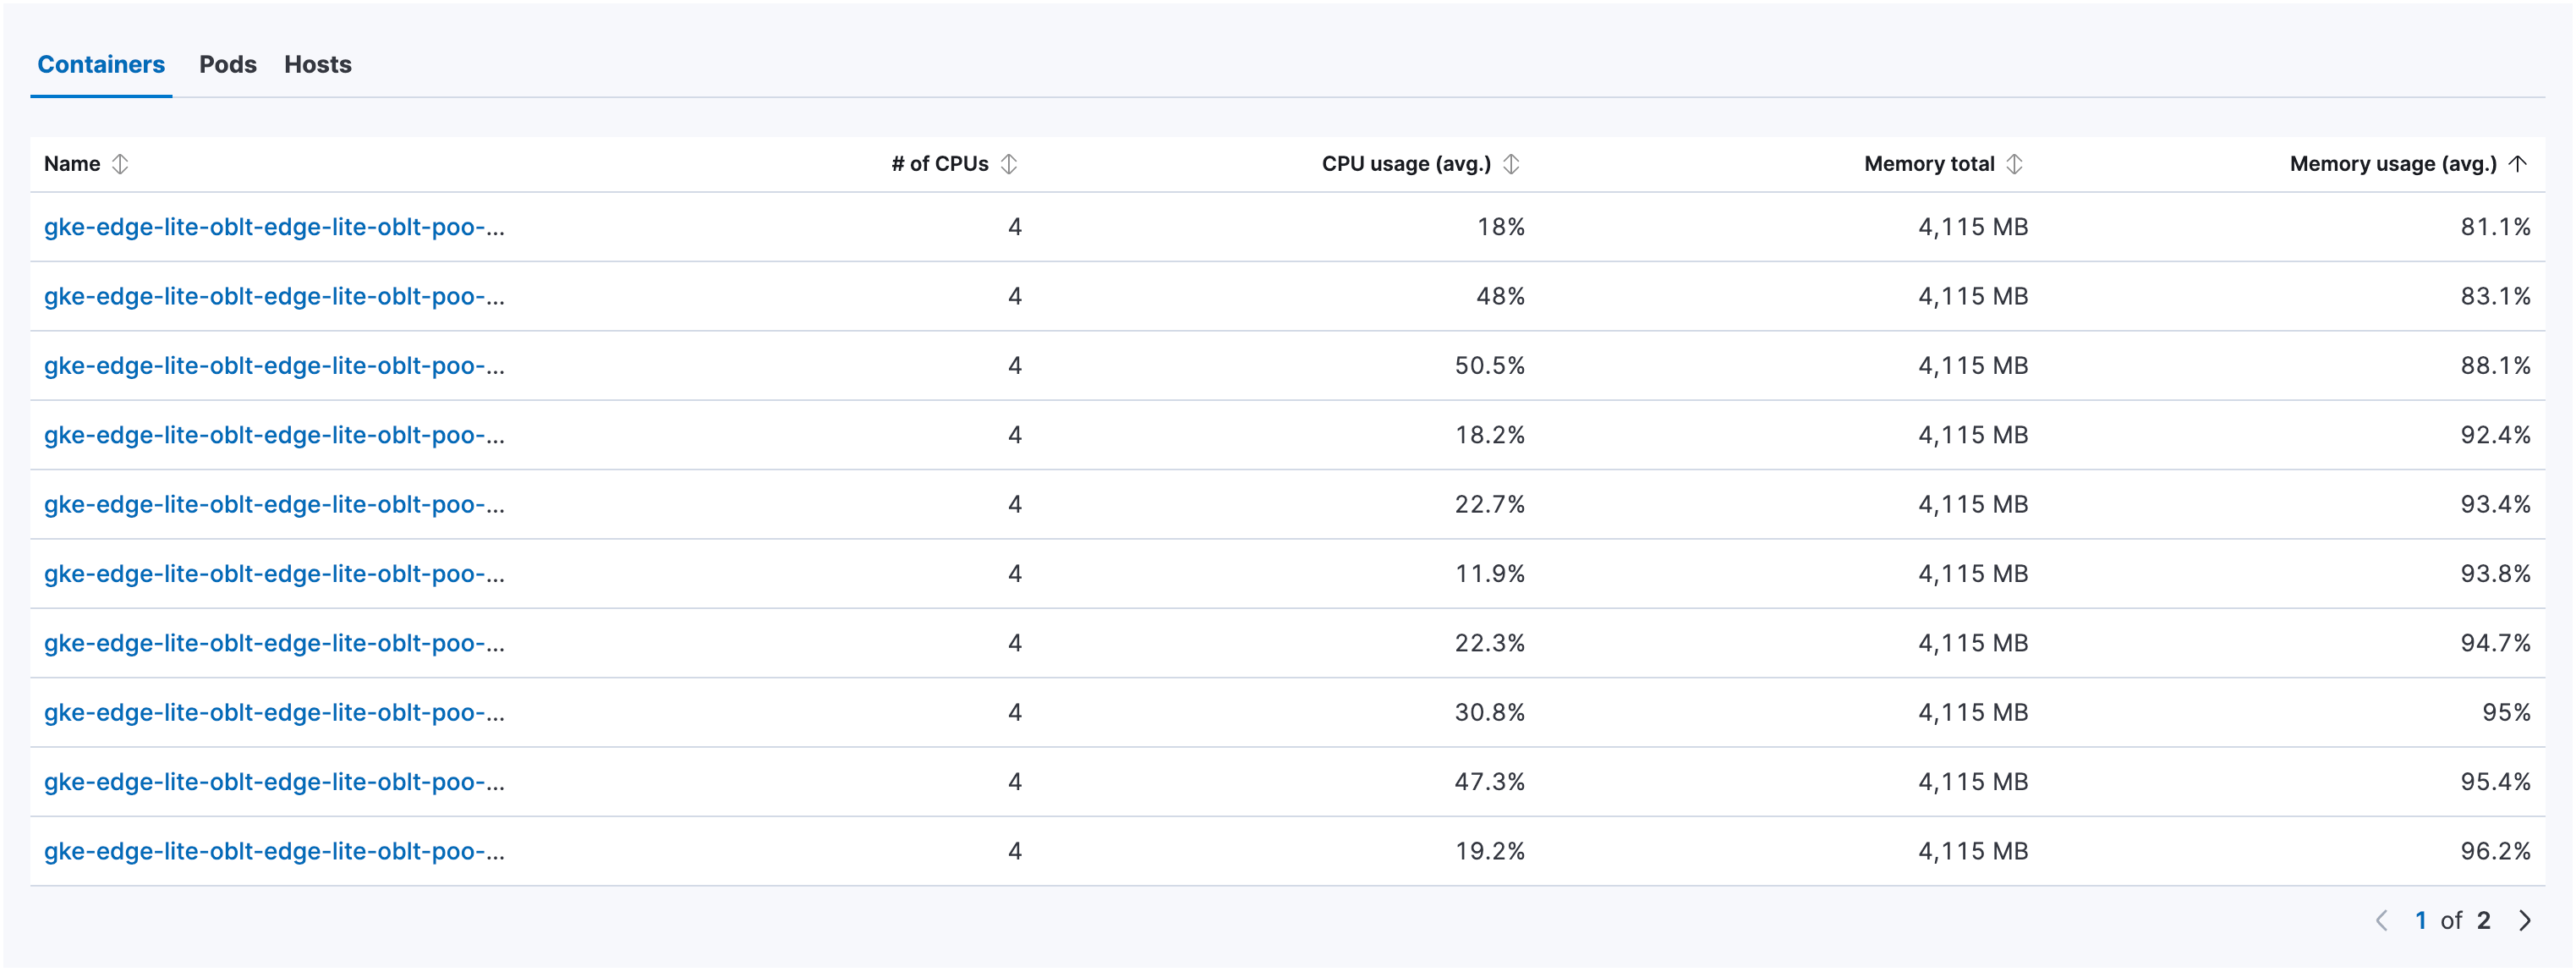 Containers Pods Hosts
Name # of CPUs CPU usage (avg.) Memory total Memory usage (avg.)
gke-edge-lite-oblt-edge-lite-oblt-poo-... 4 18% 4,115 MB 81.1%
gke-edge-lite-oblt-edge-lite-oblt-poo-... 4 48% 4,115 MB 83.1%
gke-edge-lite-oblt-edge-lite-oblt-poo-... 4 50.5% 4,115 MB 88.1%
gke-edge-lite-oblt-edge-lite-oblt-poo-... 4 18.2% 4,115 MB 92.4%
gke-edge-lite-oblt-edge-lite-oblt-poo-... 4 22.7% 4,115 MB 93.4%
gke-edge-lite-oblt-edge-lite-oblt-poo-... 4 11.9% 4,115 MB 93.8%
gke-edge-lite-oblt-edge-lite-oblt-poo-... 4 22.3% 4,115 MB 94.7%
gke-edge-lite-oblt-edge-lite-oblt-poo-... 4 30.8% 4,115 MB 95%
gke-edge-lite-oblt-edge-lite-oblt-poo-... 4 47.3% 4,115 MB 95.4%
gke-edge-lite-oblt-edge-lite-oblt-poo-... 4 19.2% 4,115 MB 96.2%
1 of 2